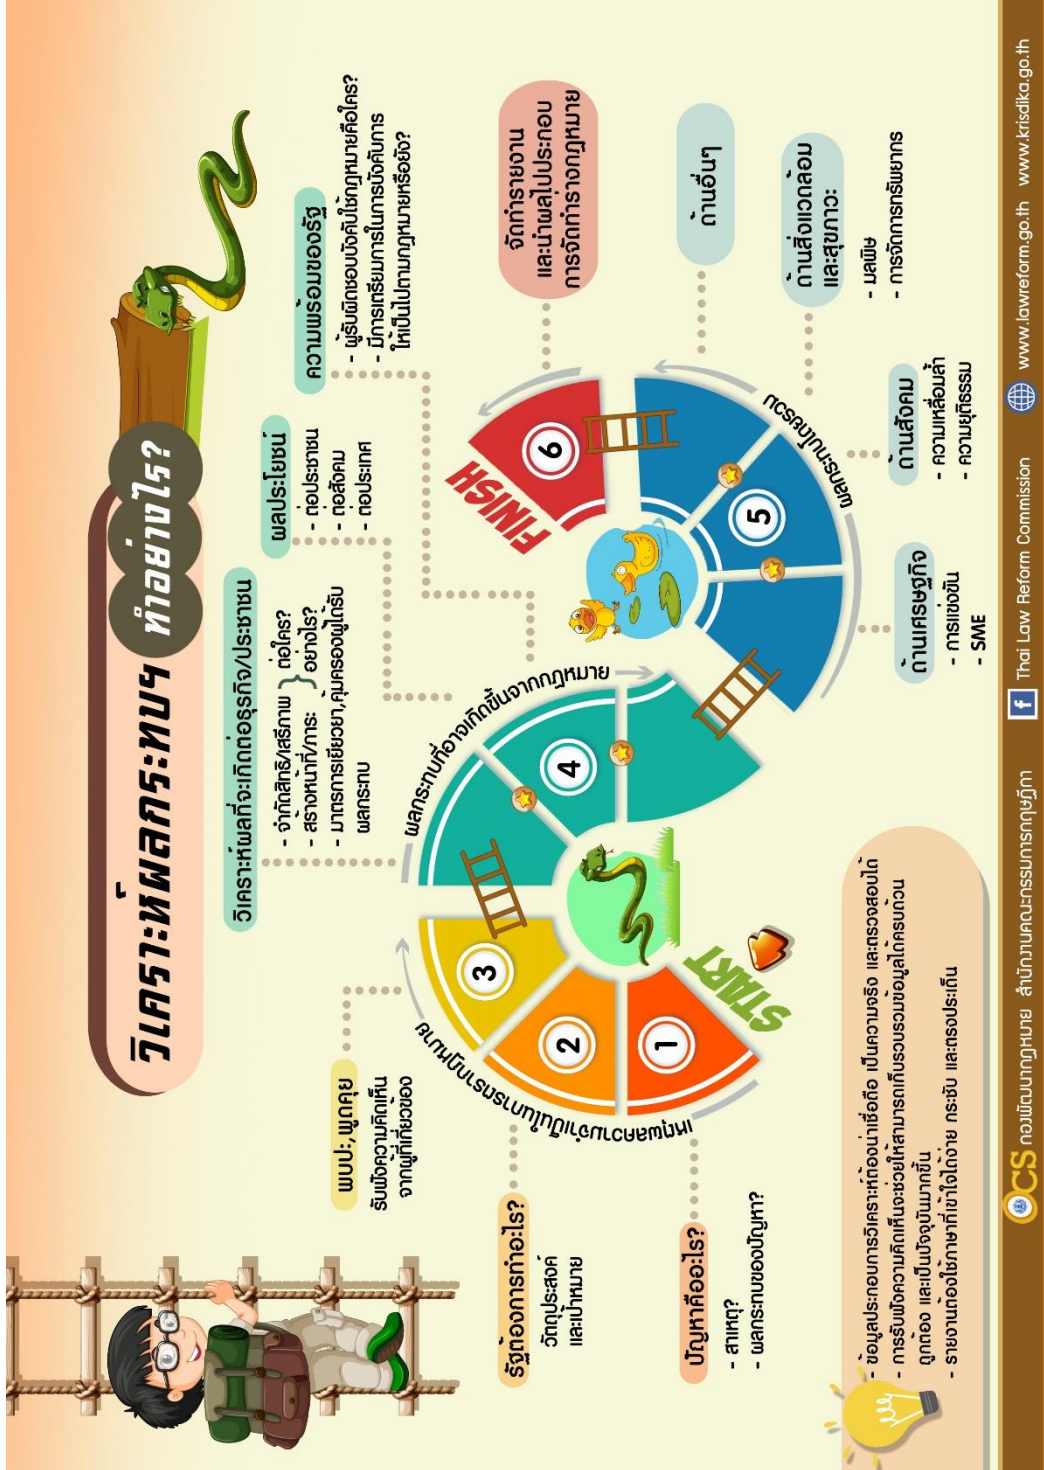 วิเคราะห์ผลกระทบฯ ทำอย่างไร?
START
เหตุผลความจำเป็นในการตรากฎหมาย
1
ปัญหาคืออะไร?
- สาเหตุ?
- ผลกระทบของปัญหา?
2
รัฐต้องการทำอะไร?
วัตถุประสงค์
และเป้าหมาย
3
พบปะ,พูดคุย
รับฟังความคิดเห็น
จากผู้ที่เกี่ยวข้อง
ผลกระทบที่อาจเกิดขึ้นจากกฎหมาย
4
วิเคราะห์ผลที่จะเกิดต่อธุรกิจ/ประชาชน
- จำกัดสิทธิ/เสรีภาพ } ต่อใคร?
- สร้างหน้าที่/ภาระ } อย่างไร?
- มาตรการเยียวยา,คุ้มครองผู้ได้รับ
ผลกระทบ
ผลประโยชน์
- ต่อประชาชน
- ต่อสังคม
- ต่อประเทศ
ความพร้อมของรัฐ
- ผู้รับผิดชอบบังคับใช้กฎหมายคือใคร?
- มีการเตรียมการในการบังคับการ
ให้เป็นไปตามกฎหมายหรือยัง?
ผลกระทบโดยรวม
5
ด้านเศรษฐกิจ
- การแข่งขัน
- SME
ด้านสังคม
- ความเหลื่อมล้ำ
- ความยุติธรรม
ด้านสิ่งแวดล้อม
และสุขภาวะ
- มลพิษ
- การจัดการทรัพยากร
ด้านอื่นๆ
6
FINISH
จัดทำรายงาน
และนำผลไปประกอบ
การจัดทำร่างกฎหมาย
- ข้อมูลประกอบการวิเคราะห์ต้องน่าเชื่อถือ เป็นความจริง และตรวจสอบได้
- การรับฟังความคิดเห็นจะช่วยให้สามารถเก็บรวบรวมข้อมูลได้ครบถ้วน
ถูกต้อง และเป็นปัจจุบันมากขึ้น
- รายงานต้องใช้ภาษาที่เข้าใจได้ง่าย กระชับ และตรงประเด็น
OCS กองพัฒนากฎหมาย สำนักงานคณะกรรมการกฤษฎีกา f Thai Law Reform Commission www.lawreform.go.th www.krisdika.go.th